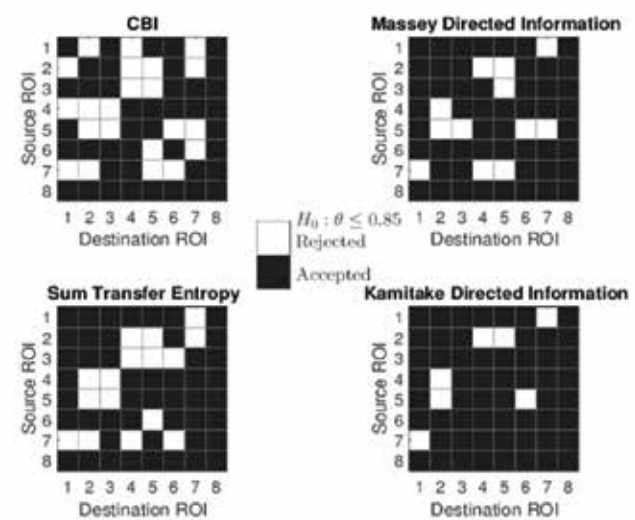 CBI
1
2
3
4
5
6
7
8
Source ROI
1 2 3 4 5 6 7 8
Destination ROI
Massey Directed Information
1
2
3
4
5
6
7
8
Source ROI
1 2 3 4 5 6 7 8
Destination ROI
H₀ : θ ≤ 0.85
Rejected
Accepted
Sum Transfer Entropy
1
2
3
4
5
6
7
8
Source ROI
1 2 3 4 5 6 7 8
Destination ROI
Kamitake Directed Information
1
2
3
4
5
6
7
8
Source ROI
1 2 3 4 5 6 7 8
Destination ROI